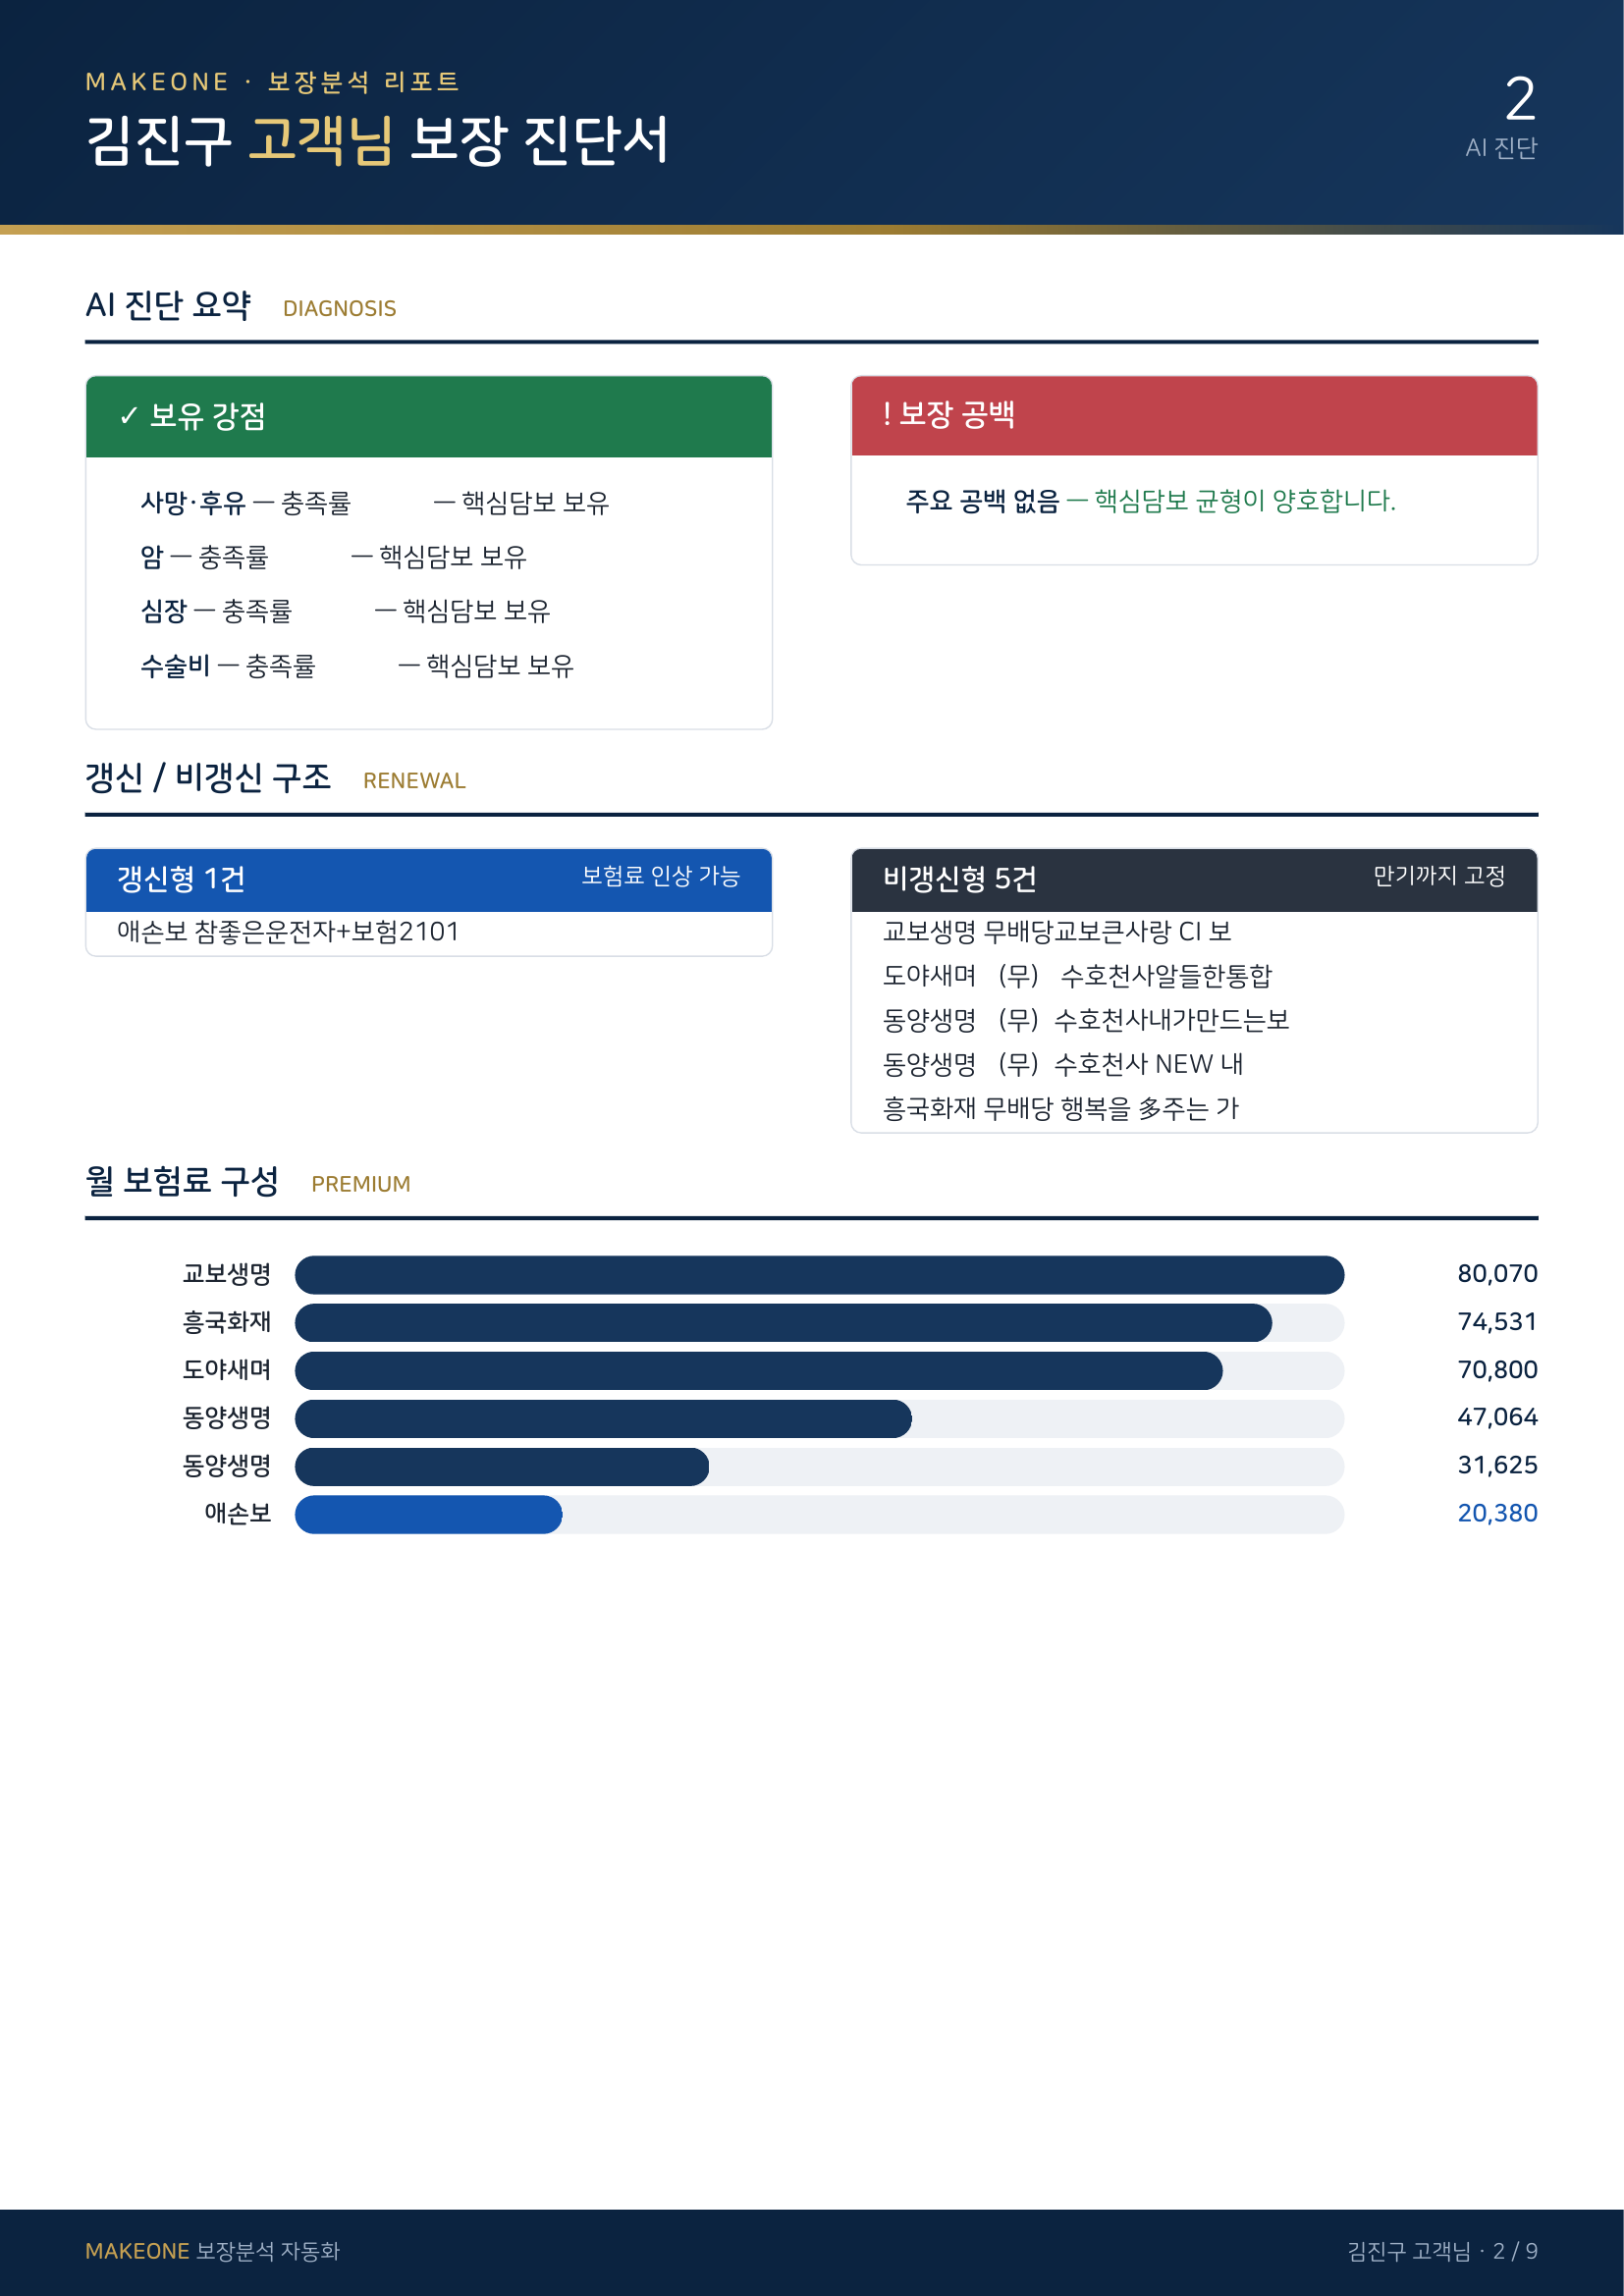 MAKEONE · 보장분석 리포트
김진구 고객님 보장 진단서
2
AI 진단
AI 진단 요약 DIAGNOSIS
✓ 보유 강점
사망·후유 — 충족률 — 핵심담보 보유
암 — 충족률 — 핵심담보 보유
심장 — 충족률 — 핵심담보 보유
수술비 — 충족률 — 핵심담보 보유
! 보장 공백
주요 공백 없음 — 핵심담보 균형이 양호합니다.
갱신 / 비갱신 구조 RENEWAL
갱신형 1건 보험료 인상 가능
애손보 참좋은운전자+보험2101
비갱신형 5건 만기까지 고정
교보생명 무배당교보큰사랑 CI 보
도야새며 (무) 수호천사알들한통합
동양생명 (무) 수호천사내가만드는보
동양생명 (무) 수호천사 NEW 내
흥국화재 무배당 행복을 多주는 가
월 보험료 구성 PREMIUM
교보생명 80,070
흥국화재 74,531
도야새며 70,800
동양생명 47,064
동양생명 31,625
애손보 20,380
MAKEONE 보장분석 자동화
김진구 고객님 · 2 / 9